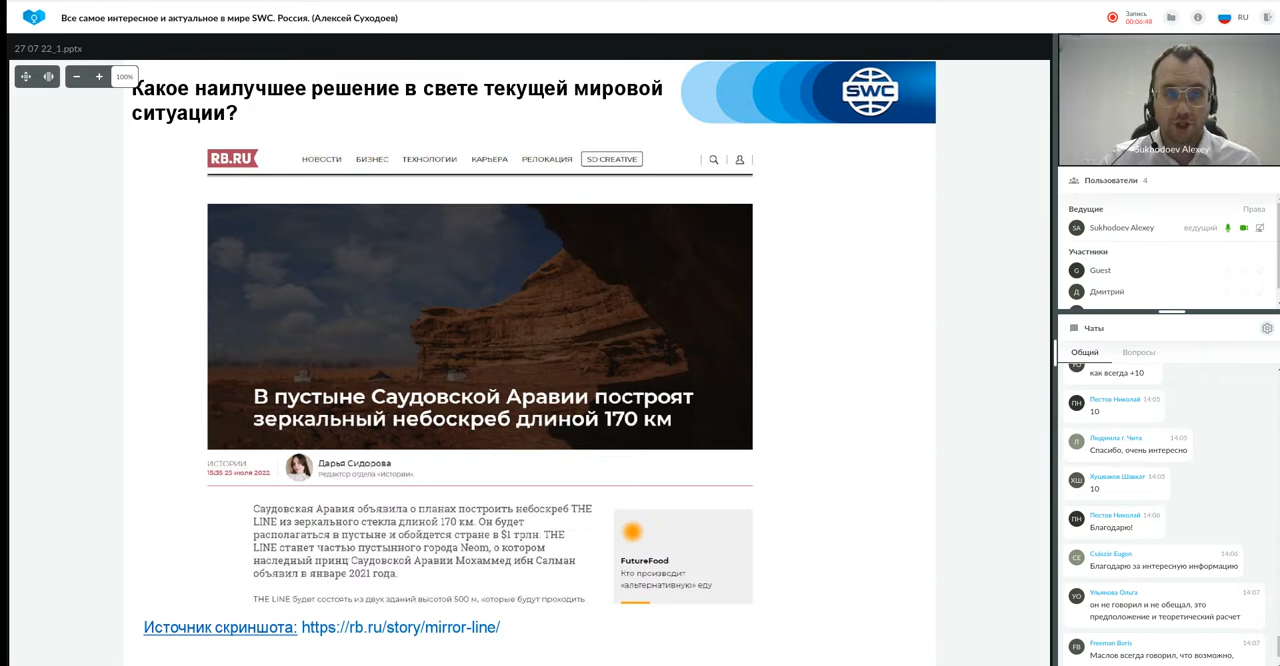 Все самое интересное и актуальное в мире SWC. Россия. (Алексей Суходоев)
Запись
00:06:48
RU
27 07 22_1.pptx
100%
Какое наилучшее решение в свете текущей мировой
ситуации?
SWC
RB.RU
НОВОСТИ БИЗНЕС ТЕХНОЛОГИИ КАРЬЕРА РЕЛОКАЦИЯ SD CREATIVE
В пустыне Саудовской Аравии построят
зеркальный небоскреб длиной 170 км
ИСТОРИИ
15:35 25 июля 2022
Дарья Сидорова
Редактор отдела «Истории».
Саудовская Аравия объявила о планах построить небоскреб THE
LINE из зеркального стекла длиной 170 км. Он будет
располагаться в пустыне и обойдется стране в $1 трлн. THE
LINE станет частью пустынного города Neom, о котором
наследный принц Саудовской Аравии Мохаммед ибн Салман
объявил в январе 2021 года.
THE LINE будет состоять из двух зданий высотой 500 м, которые будут проходить
FutureFood
Кто производит
«альтернативную» еду
Источник скриншота: https://rb.ru/story/mirror-line/
Sukhodoev Alexey
Пользователи 4
Ведущие Права
SA Sukhodoev Alexey ведущий
Участники
G Guest
Д Дмитрий
Чаты
Общий Вопросы
УО как всегда +10
ПН Пестов Николай 14:05
10
Л Людмила г. Чита 14:05
Спасибо, очень интересно
ХШ Хушваков Шавкат 14:05
10
ПН Пестов Николай 14:06
Благодарю!
CE Császár Eugen 14:06
Благодарю за интересную информацию
УО Ульянова Ольга 14:07
он не говорил и не обещал, это
предположение и теоретический расчет
FB Freeman Boris 14:07
Маслов всегда говорил, что возможно,